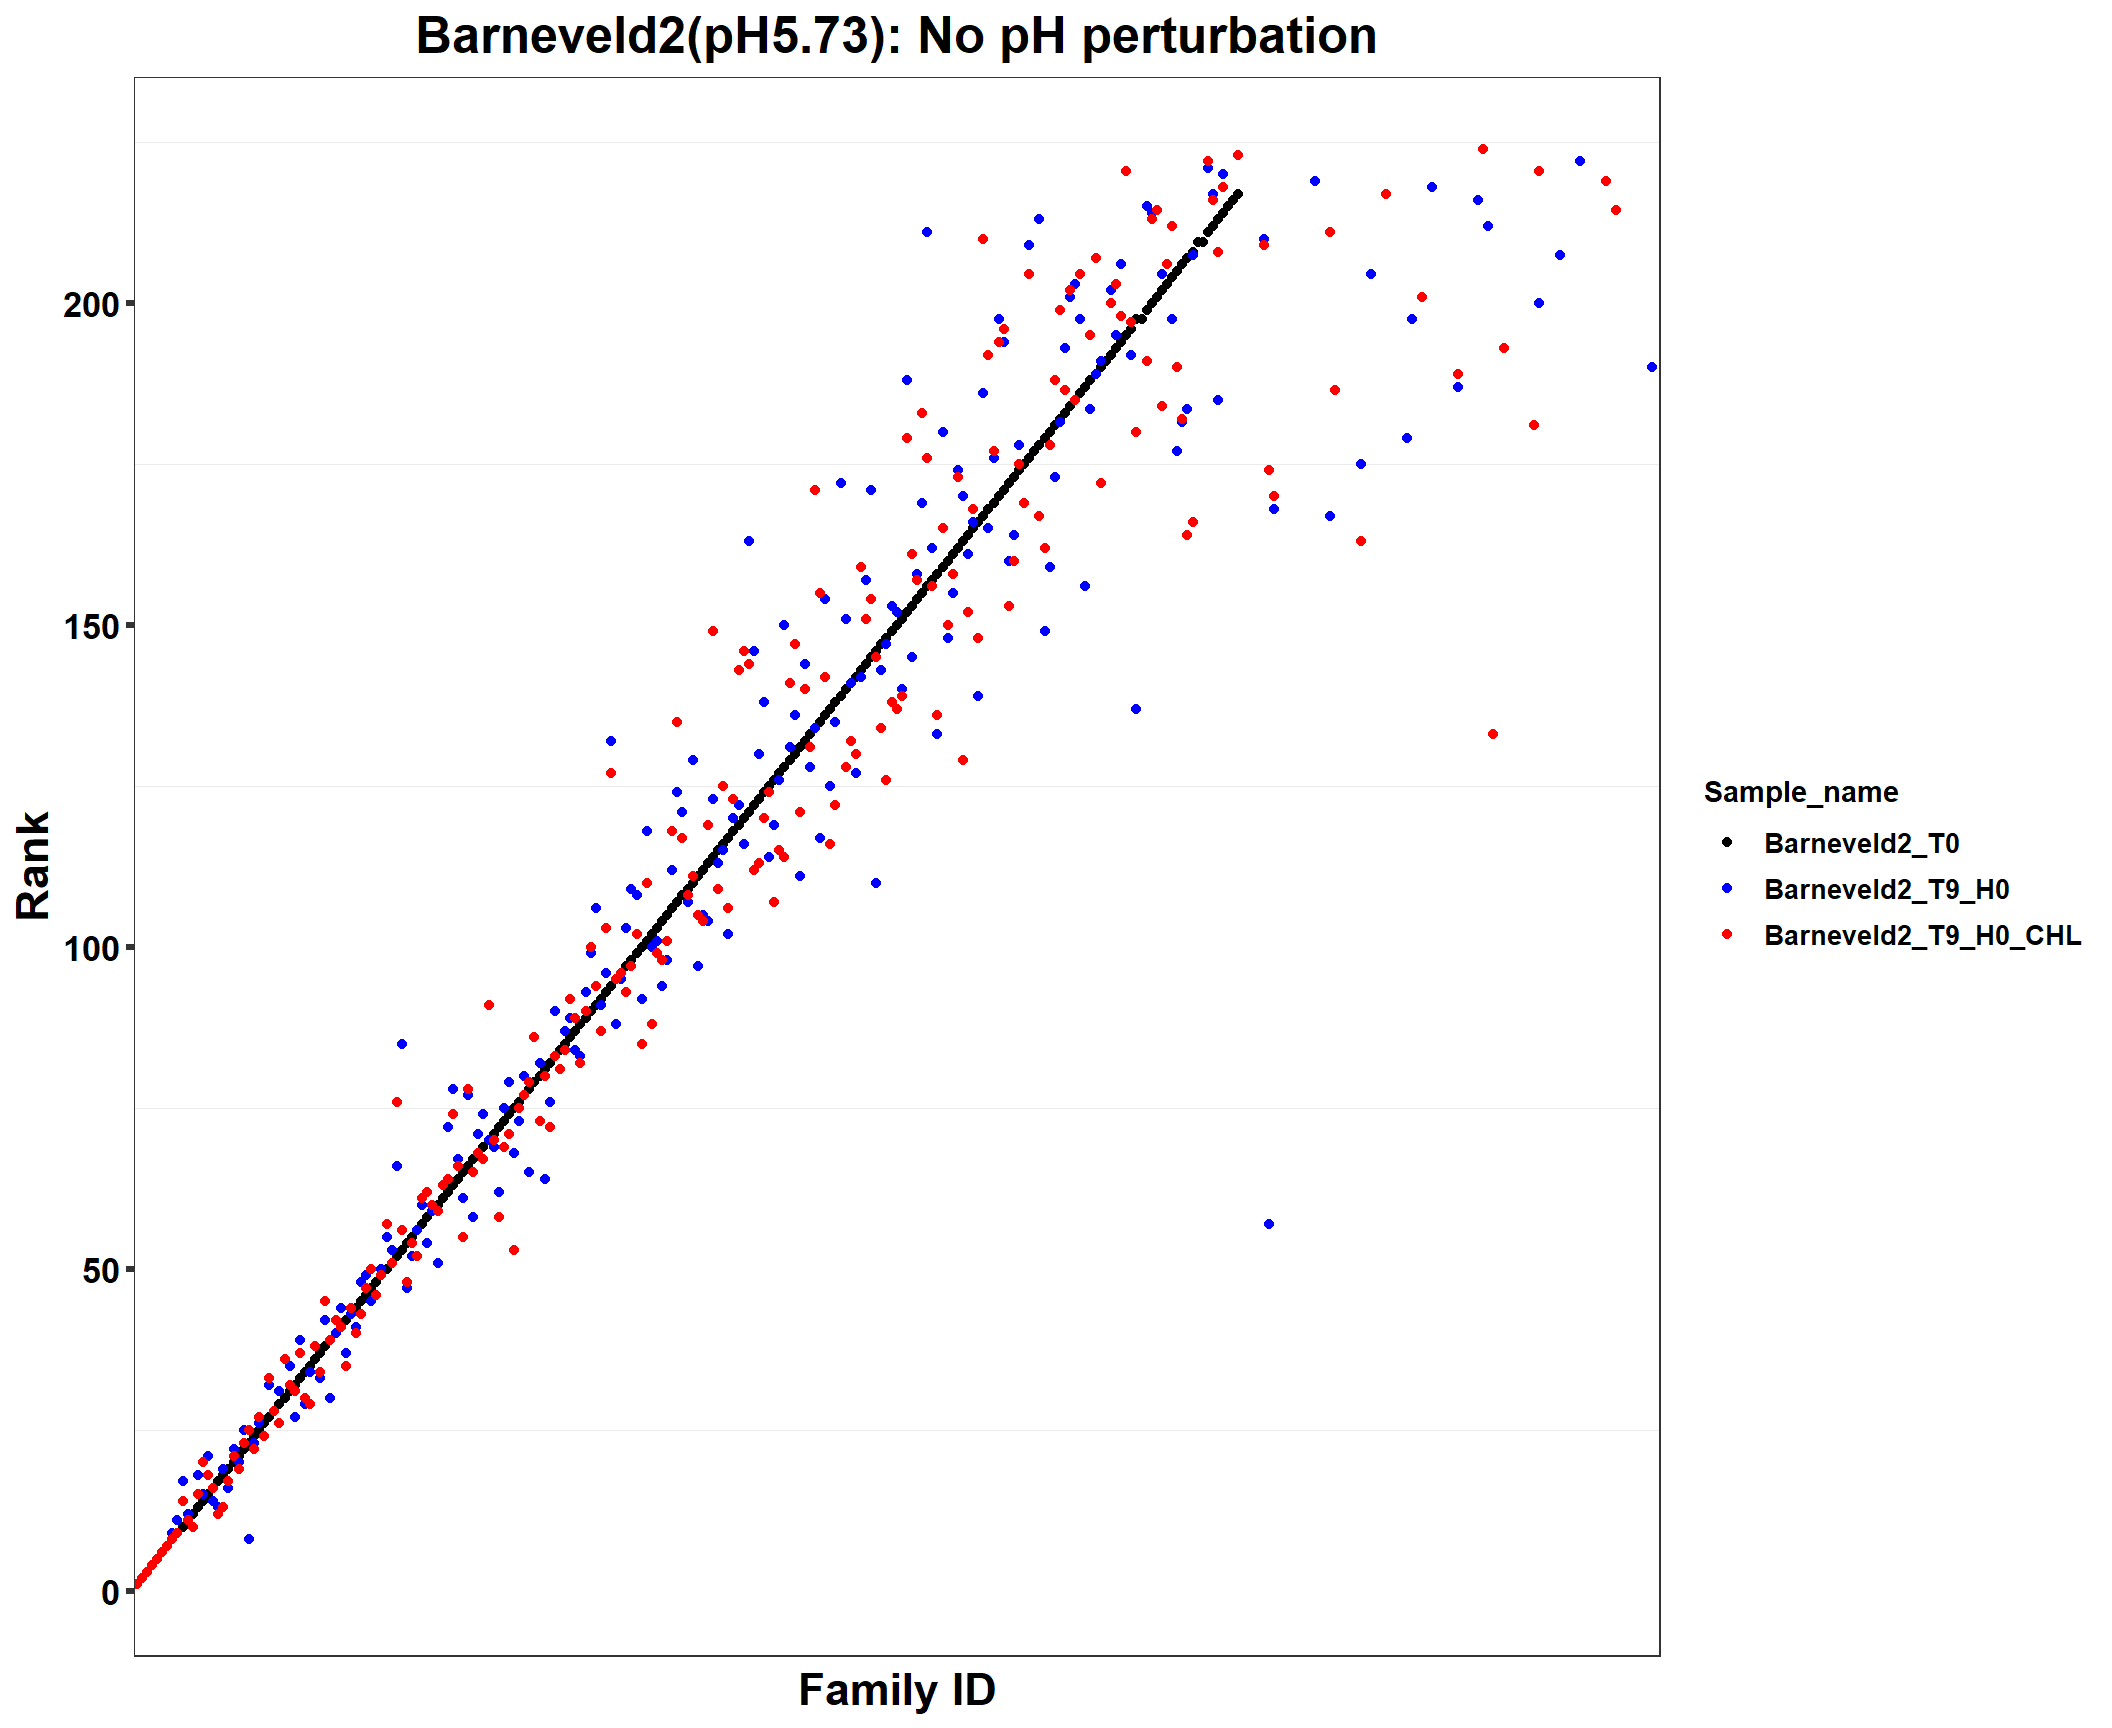 Barneveld2(pH5.73): No pH perturbation
200
150
100
50
0
Rank
Family ID
Sample_name
Barneveld2_T0
Barneveld2_T9_H0
Barneveld2_T9_H0_CHL